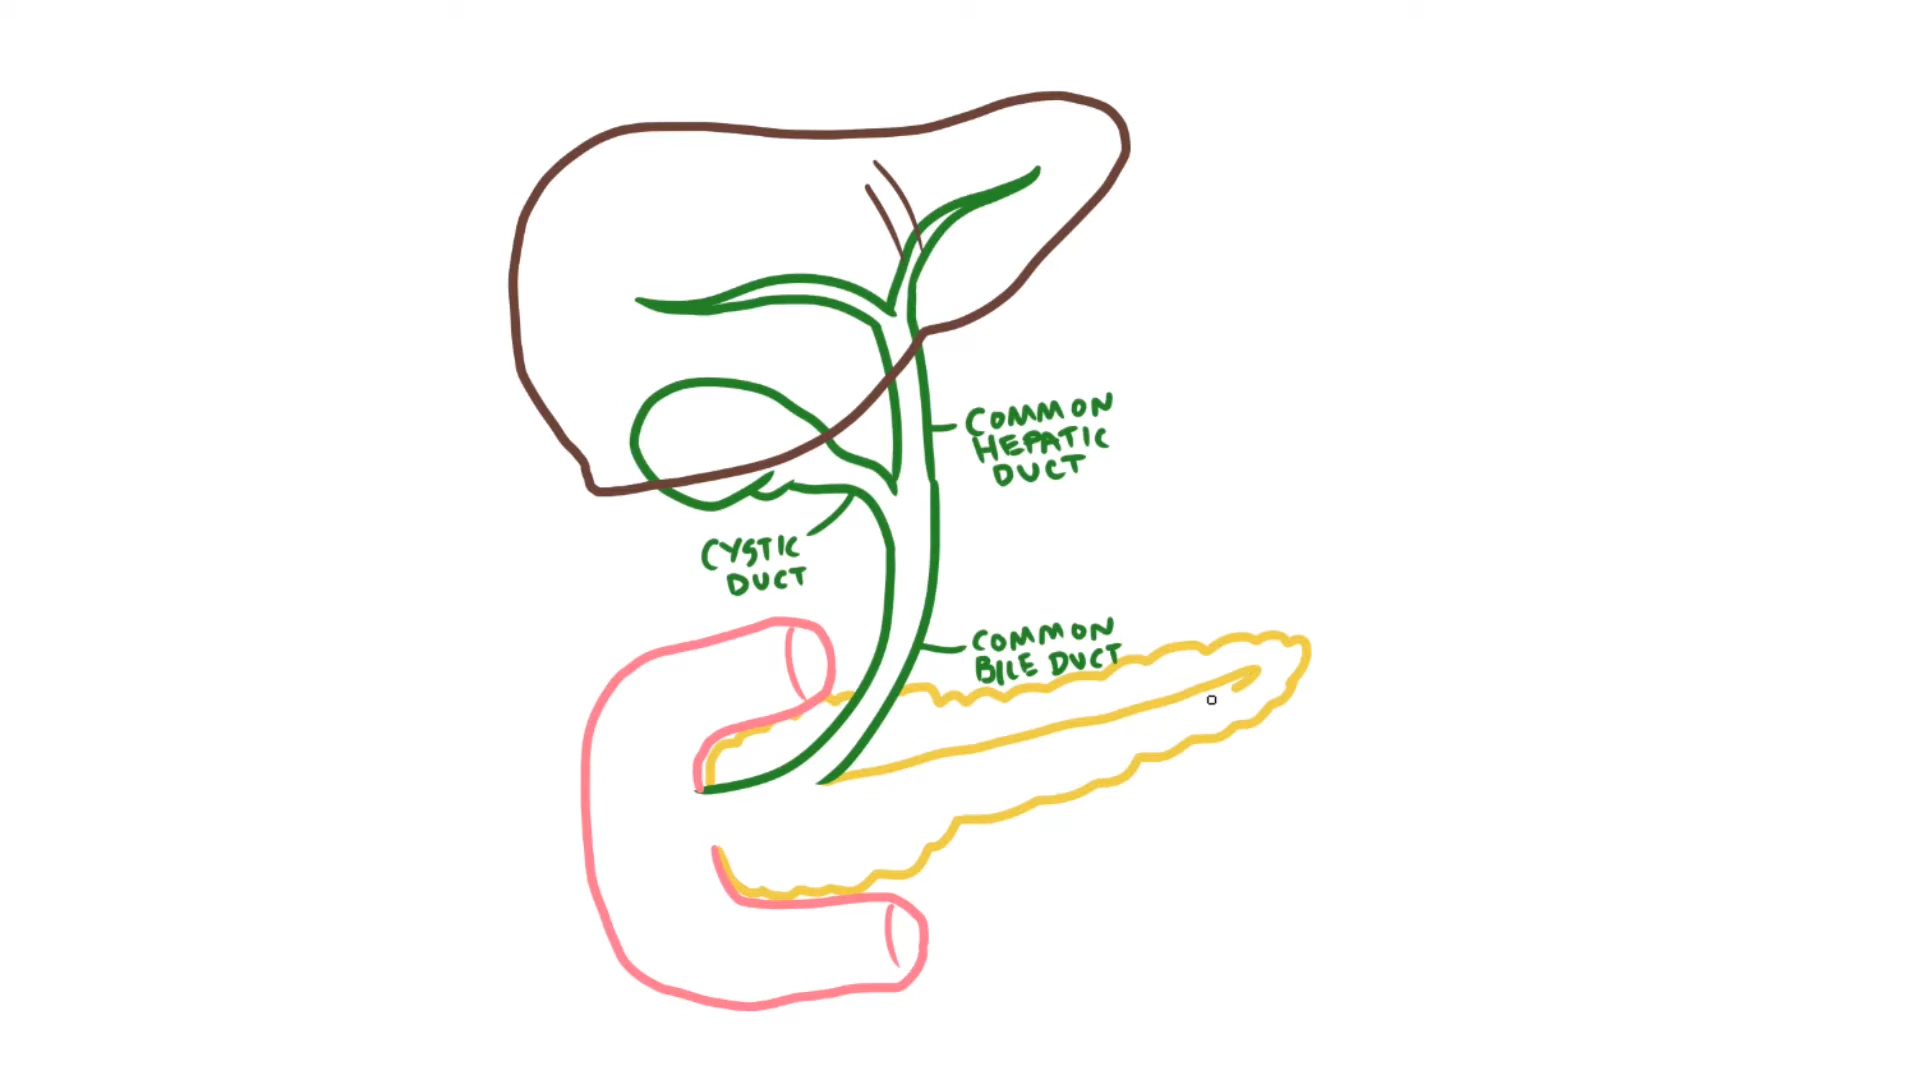 COMMON
HEPATIC
DUCT
CYSTIC
DUCT
COMMON
BILE DUCT